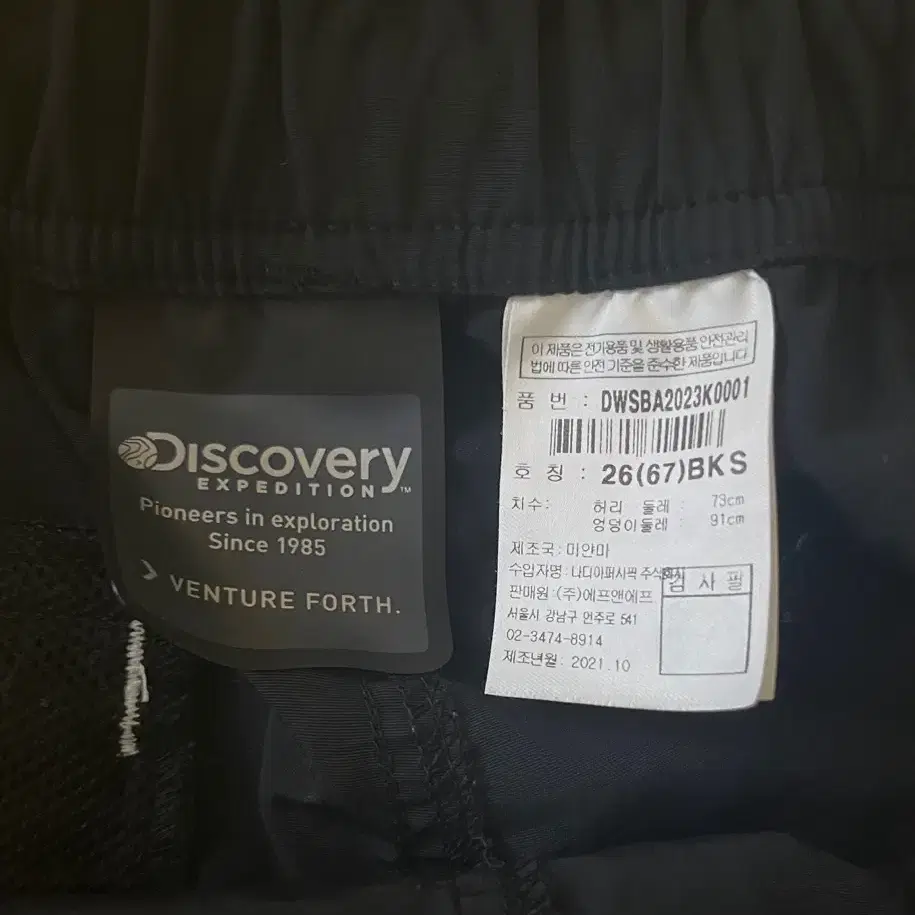 DISCOVERY
EXPEDITION™
Pioneers in exploration
Since 1985
VENTURE FORTH.
이 제품은 전기용품 및 생활용품 안전관리
법에 따른 안전 기준을 준수한 제품입니다
품 번 : DWSBA2023K0001
호 칭 : 26(67)BKS
치수: 허리 둘레 : 73cm
엉덩이둘레 : 91cm
제조국: 미얀마
수입자명: 나디아퍼시픽 주식회사
검 사 필
판매원 : (주)에프앤에프
서울시 강남구 언주로 541
02-3474-8914
제조년월: 2021.10